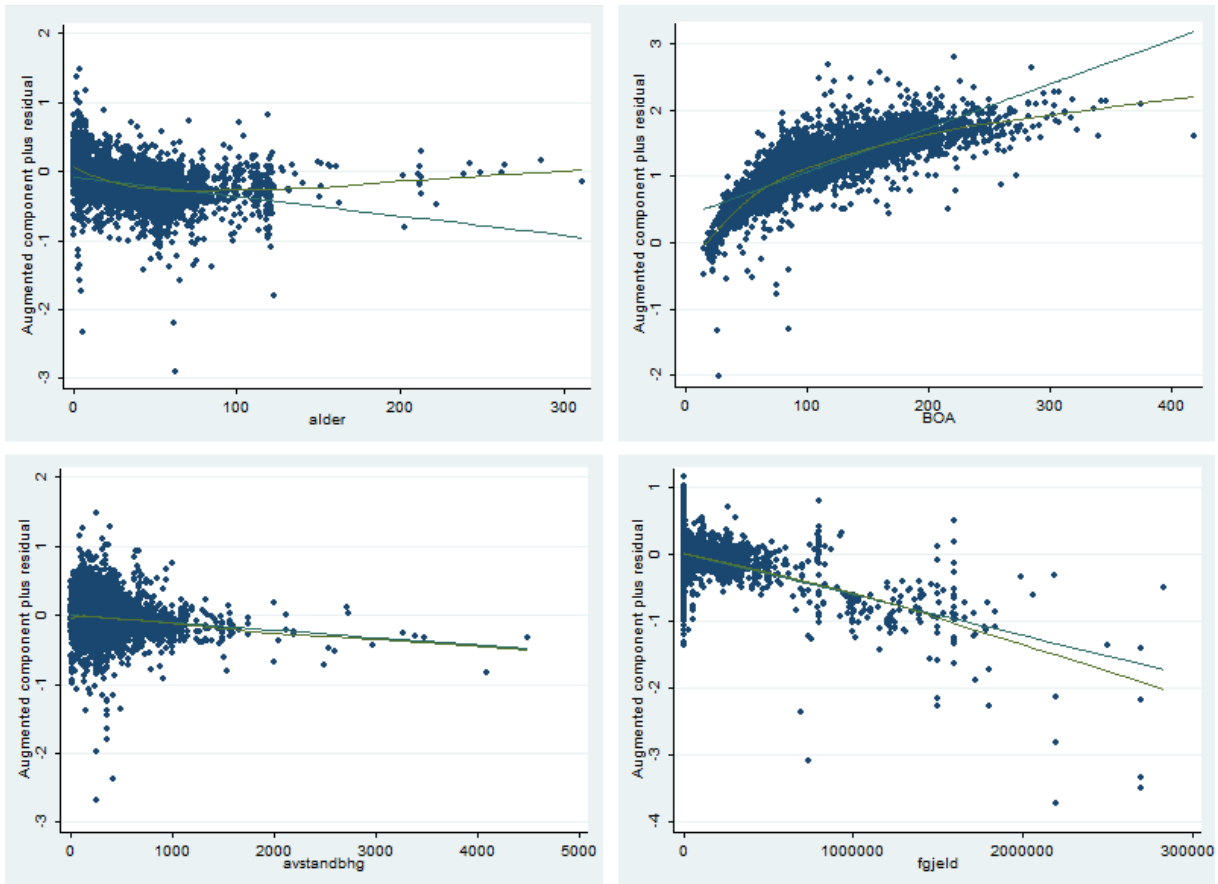 Augmented component plus residual
2
1
0
-1
-2
-3
0 100 200 300
alder
Augmented component plus residual
3
2
1
0
-1
-2
0 100 200 300 400
BOA
Augmented component plus residual
2
1
0
-1
-2
-3
0 1000 2000 3000 4000 5000
avstandbhg
Augmented component plus residual
1
0
-1
-2
-3
-4
0 1000000 2000000 300000
fgjeld